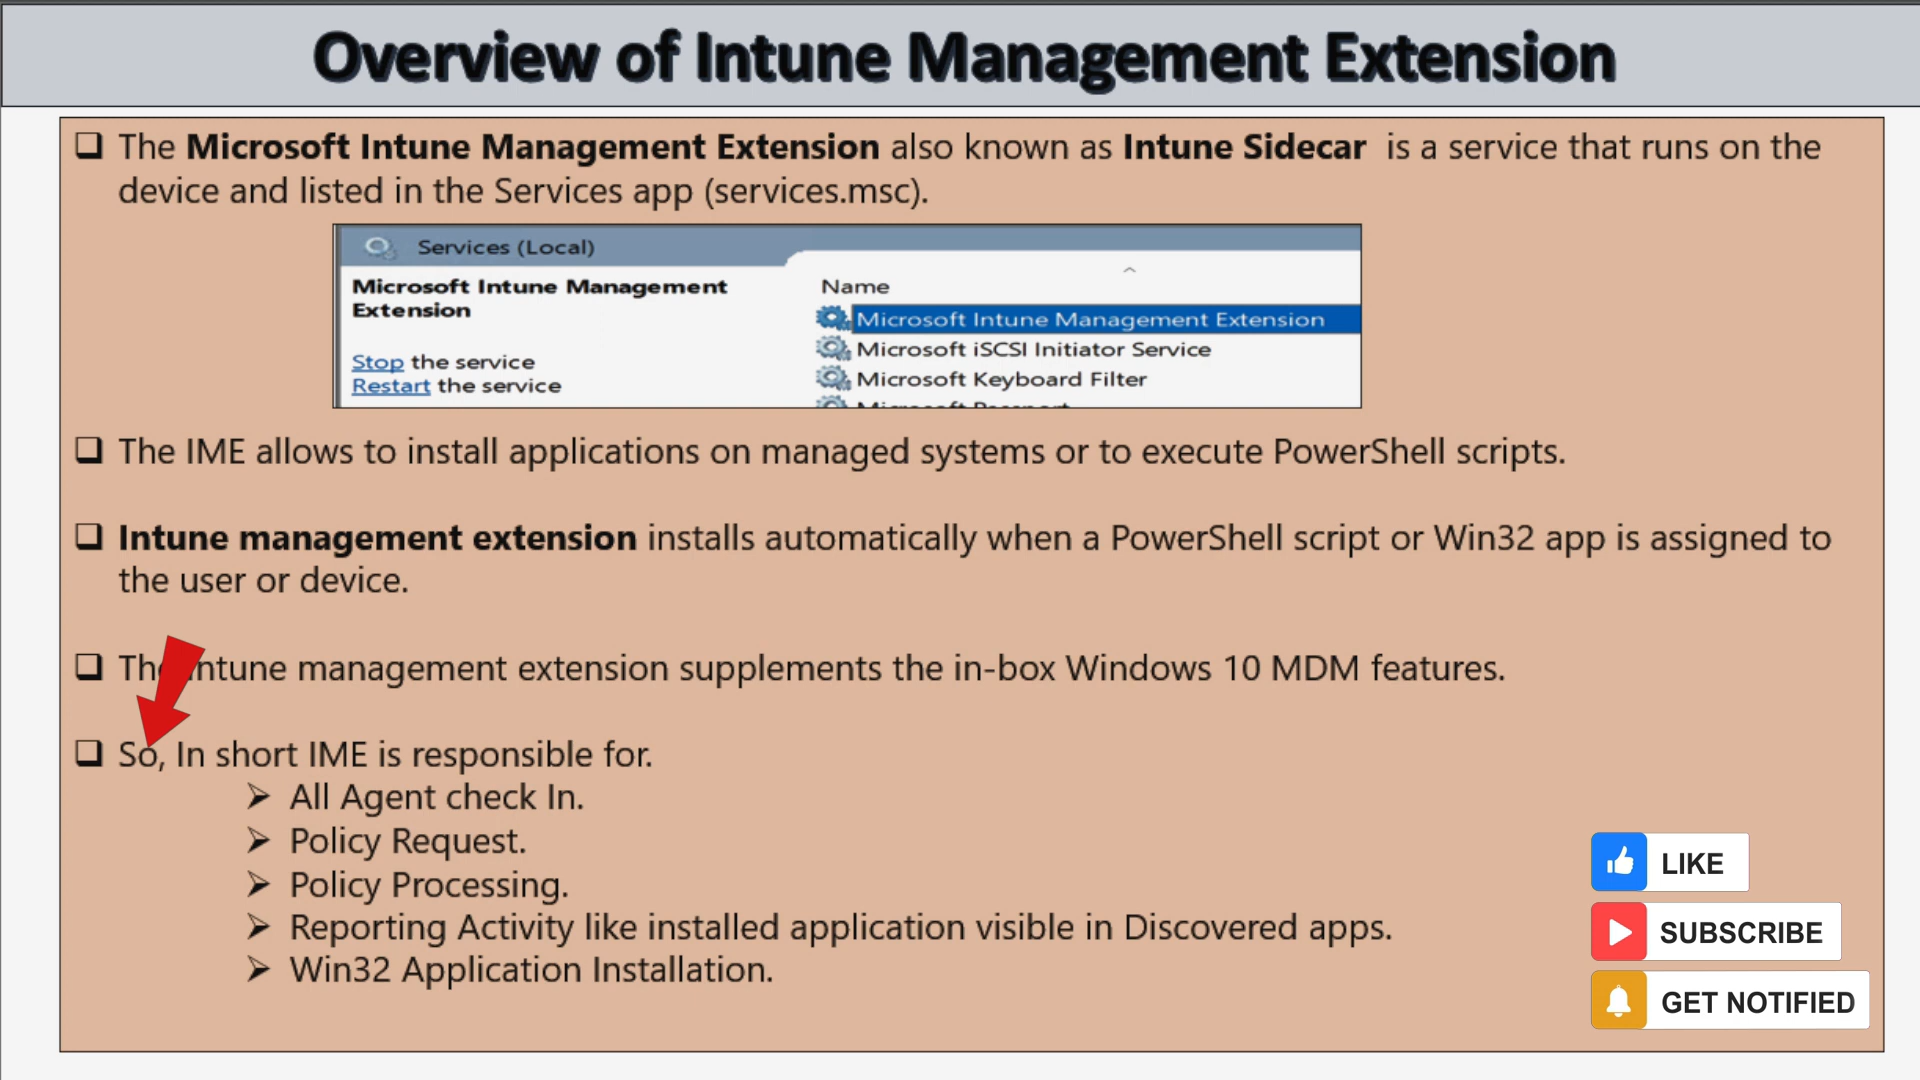 Overview of Intune Management Extension
The Microsoft Intune Management Extension also known as Intune Sidecar is a service that runs on the
device and listed in the Services app (services.msc).
Services (Local)
Microsoft Intune Management
Extension
Stop the service
Restart the service
Name
Microsoft Intune Management Extension
Microsoft iSCSI Initiator Service
Microsoft Keyboard Filter
The IME allows to install applications on managed systems or to execute PowerShell scripts.
Intune management extension installs automatically when a PowerShell script or Win32 app is assigned to
the user or device.
The Intune management extension supplements the in-box Windows 10 MDM features.
So, In short IME is responsible for.
All Agent check In.
Policy Request.
Policy Processing.
Reporting Activity like installed application visible in Discovered apps.
Win32 Application Installation.
LIKE
SUBSCRIBE
GET NOTIFIED